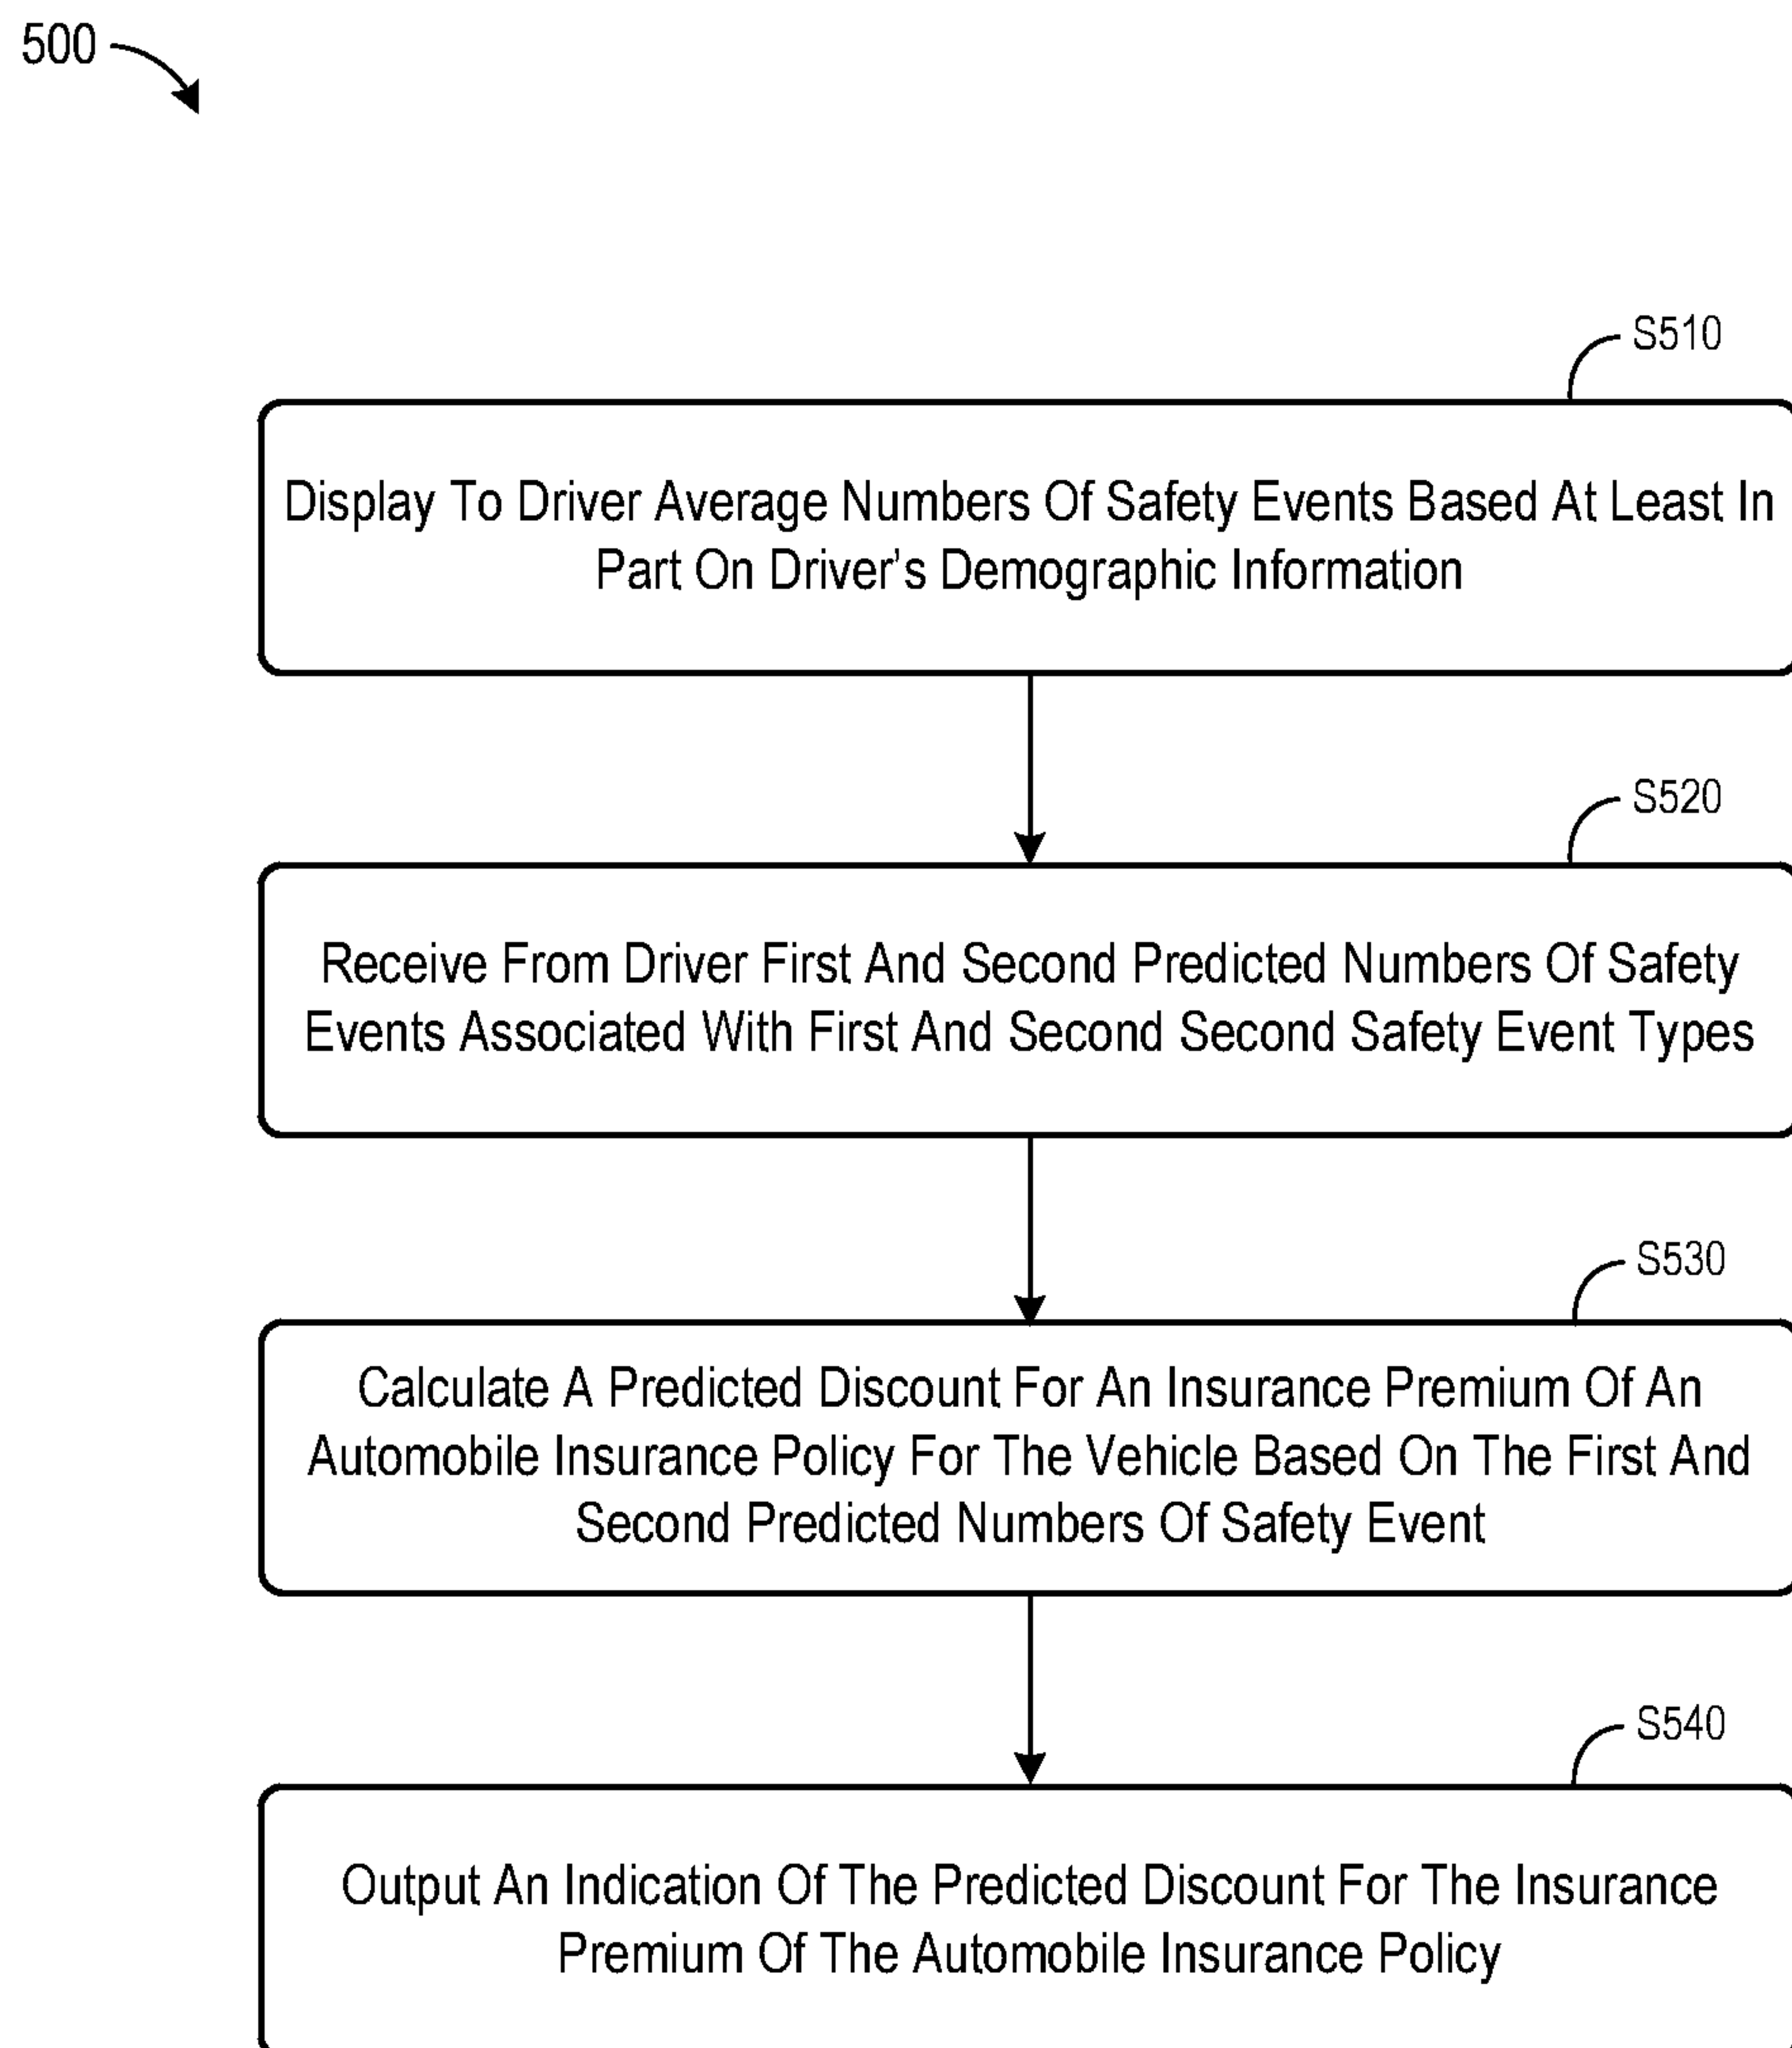 500
S510
Display To Driver Average Numbers Of Safety Events Based At Least In
Part On Driver's Demographic Information
S520
Receive From Driver First And Second Predicted Numbers Of Safety
Events Associated With First And Second Second Safety Event Types
S530
Calculate A Predicted Discount For An Insurance Premium Of An
Automobile Insurance Policy For The Vehicle Based On The First And
Second Predicted Numbers Of Safety Event
S540
Output An Indication Of The Predicted Discount For The Insurance
Premium Of The Automobile Insurance Policy